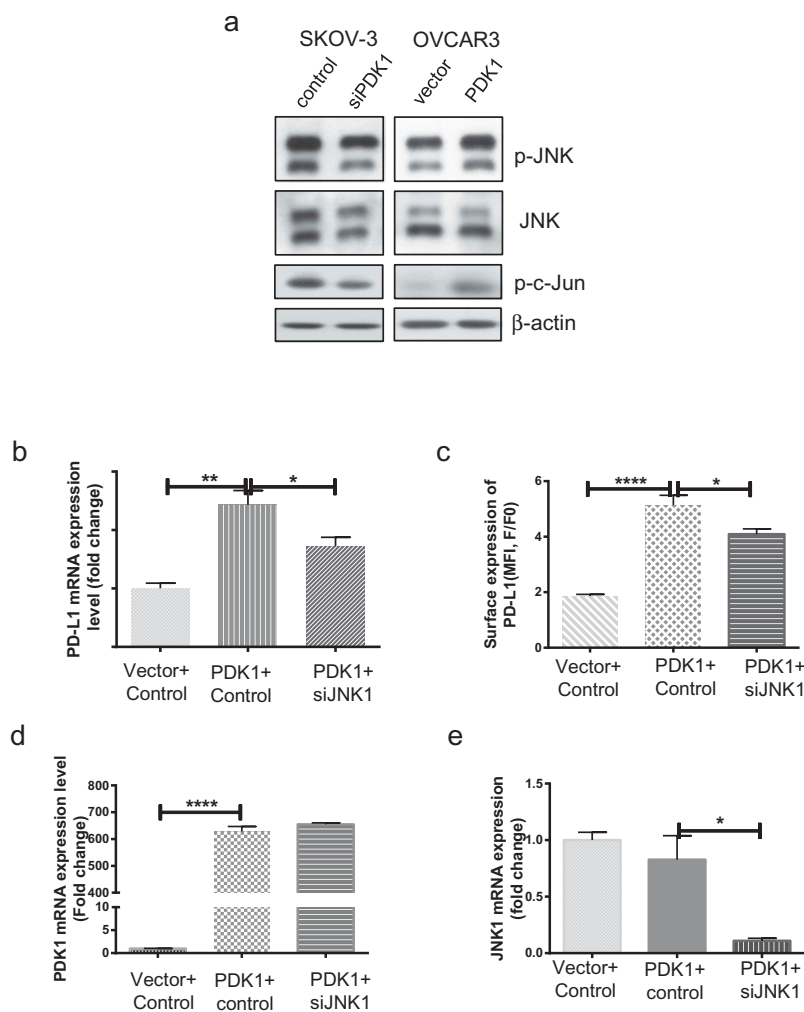 a
SKOV-3 OVCAR3
control siPDK1 vector PDK1
p-JNK
JNK
p-c-Jun
β-actin
b
PD-L1 mRNA expression
level (fold change)
** *
Vector+ PDK1+ PDK1+
Control Control siJNK1
c
Surface expression of
PD-L1(MFI, F/F0)
6
4
2
0
**** *
Vector+ PDK1+ PDK1+
Control Control siJNK1
d
PDK1 mRNA expression level
(Fold change)
800
700
600
500
400
10
5
0
****
Vector+ PDK1+ PDK1+
Control control siJNK1
e
JNK1 mRNA expression
(fold change)
1.5
1.0
0.5
0.0
*
Vector+ PDK1+ PDK1+
Control control siJNK1